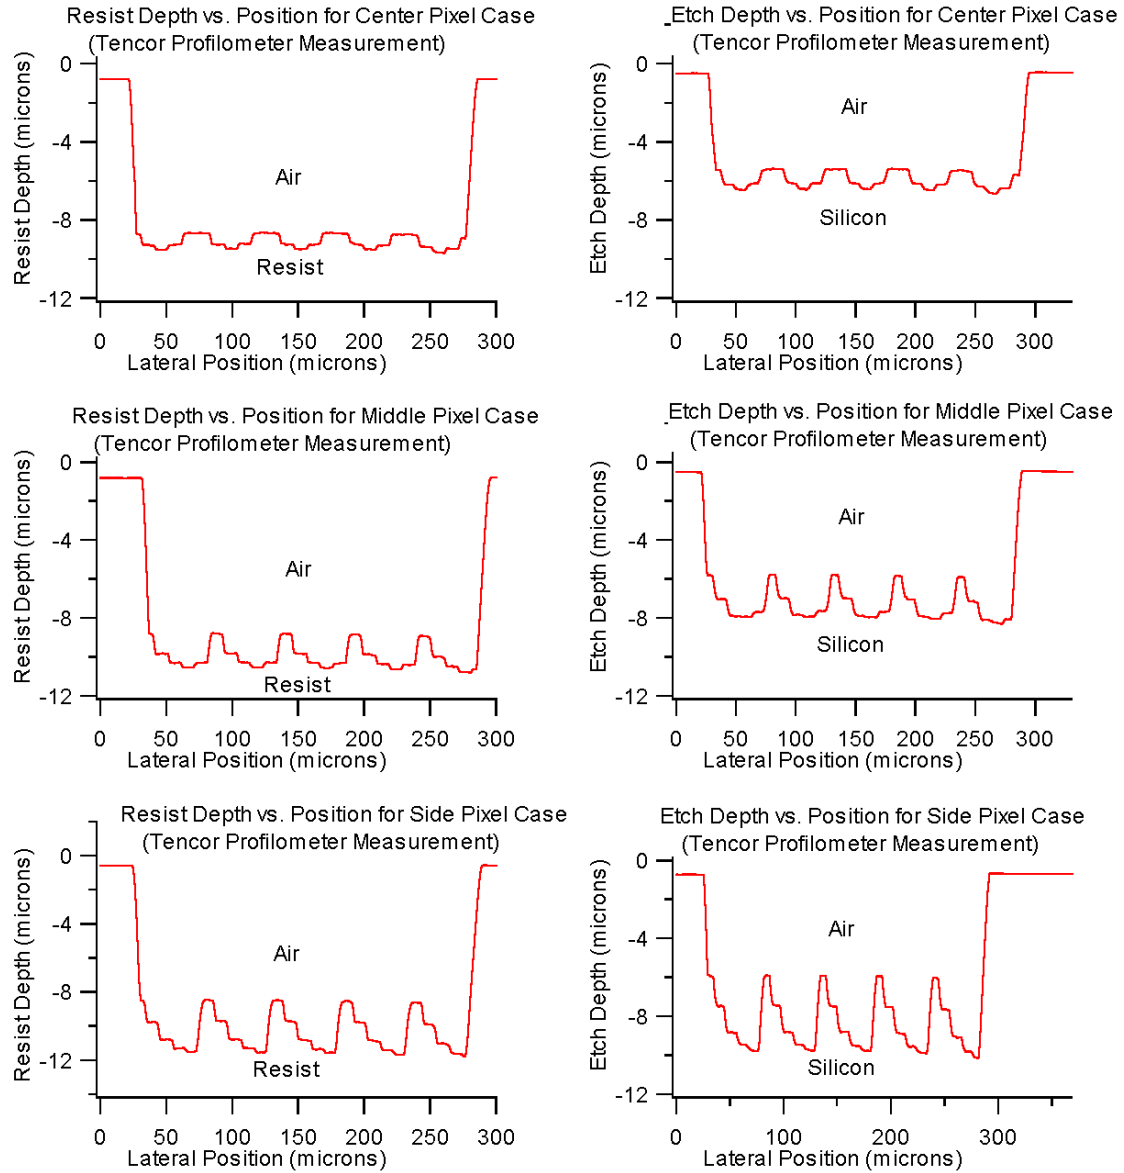 Resist Depth vs. Position for Center Pixel Case
(Tencor Profilometer Measurement)
Resist Depth (microns)
0
-4
-8
-12
Air
Resist
0 50 100 150 200 250 300
Lateral Position (microns)
Etch Depth vs. Position for Center Pixel Case
(Tencor Profilometer Measurement)
Etch Depth (microns)
0
-4
-8
-12
Air
Silicon
0 50 100 150 200 250 300
Lateral Position (microns)
Resist Depth vs. Position for Middle Pixel Case
(Tencor Profilometer Measurement)
Resist Depth (microns)
0
-4
-8
-12
Air
Resist
0 50 100 150 200 250 300
Lateral Position (microns)
Etch Depth vs. Position for Middle Pixel Case
(Tencor Profilometer Measurement)
Etch Depth (microns)
0
-4
-8
-12
Air
Silicon
0 50 100 150 200 250 300
Lateral Position (microns)
Resist Depth vs. Position for Side Pixel Case
(Tencor Profilometer Measurement)
Resist Depth (microns)
0
-4
-8
-12
Air
Resist
0 50 100 150 200 250 300
Lateral Position (microns)
Etch Depth vs. Position for Side Pixel Case
(Tencor Profilometer Measurement)
Etch Depth (microns)
0
-4
-8
-12
Air
Silicon
0 100 200 300
Lateral Position (microns)